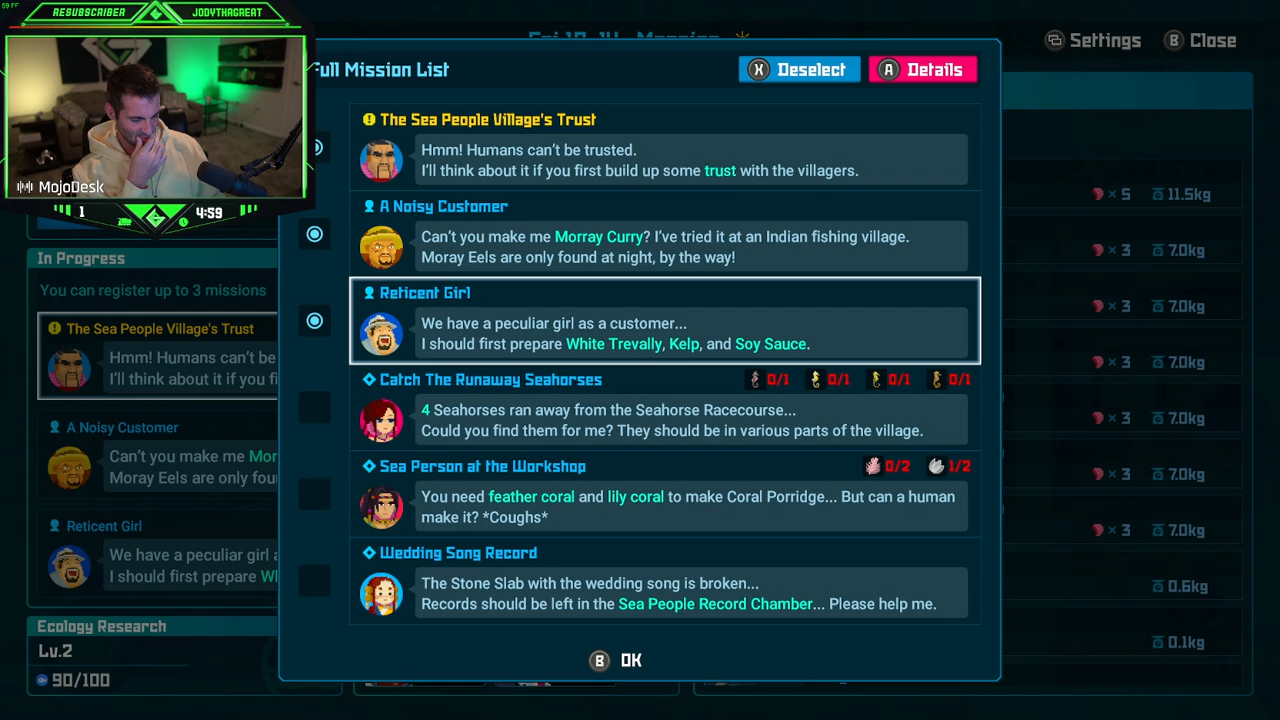 59 FF
RESUBSCRIBER
JODYTHAGREAT
MojoDesk
1
4:59
Settings
B Close
Full Mission List
X Deselect
A Details
The Sea People Village's Trust
Hmm! Humans can't be trusted.
I'll think about it if you first build up some trust with the villagers.
A Noisy Customer
Can't you make me Morray Curry? I've tried it at an Indian fishing village.
Moray Eels are only found at night, by the way!
Reticent Girl
We have a peculiar girl as a customer...
I should first prepare White Trevally, Kelp, and Soy Sauce.
Catch The Runaway Seahorses
0/1 0/1 0/1 0/1
4 Seahorses ran away from the Seahorse Racecourse...
Could you find them for me? They should be in various parts of the village.
Sea Person at the Workshop
0/2 1/2
You need feather coral and lily coral to make Coral Porridge... But can a human
make it? *Coughs*
Wedding Song Record
The Stone Slab with the wedding song is broken...
Records should be left in the Sea People Record Chamber... Please help me.
B OK
In Progress
You can register up to 3 missions
The Sea People Village's Trust
Hmm! Humans can't be
I'll think about it if you
A Noisy Customer
Can't you make me Mor
Moray Eels are only foun
Reticent Girl
We have a peculiar girl a
I should first prepare Wh
Ecology Research
Lv.2
90/100
× 5 11.5kg
× 3 7.0kg
× 3 7.0kg
× 3 7.0kg
× 3 7.0kg
× 3 7.0kg
× 3 7.0kg
0.6kg
0.1kg